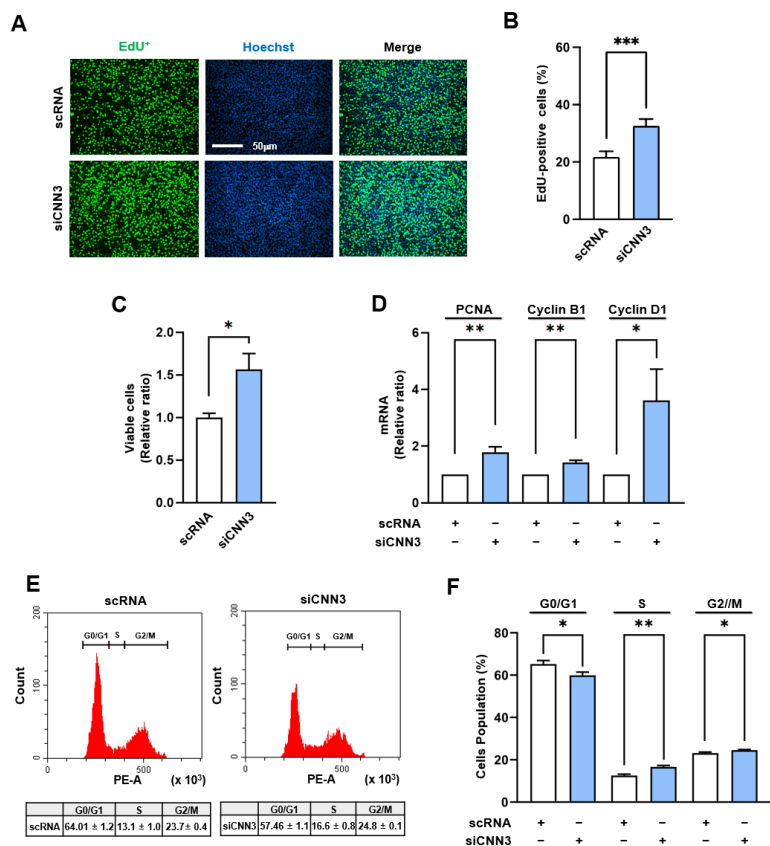 A
EdU⁺ Hoechst Merge
scRNA
50μm
siCNN3
B
EdU-positive cells (%)
60
40
20
0
***
scRNA siCNN3
C
Viable cells
(Relative ratio)
2.0
1.5
1.0
0.5
0.0
*
scRNA siCNN3
D
PCNA Cyclin B1 Cyclin D1
** ** *
mRNA
(Relative ratio)
6
4
2
0
scRNA + − + − + −
siCNN3 − + − + − +
E
scRNA
Count
200
100
0
G0/G1 S G2/M
0 500
PE-A (x 10³)
siCNN3
Count
200
100
0
G0/G1 S G2/M
0 500
PE-A (x 10³)
G0/G1 S G2/M
scRNA 64.01 ± 1.2 13.1 ± 1.0 23.7± 0.4
G0/G1 S G2/M
siCNN3 57.46 ± 1.1 16.6 ± 0.8 24.8 ± 0.1
F
G0/G1 S G2//M
* ** *
Cells Population (%)
80
60
40
20
0
scRNA + − + − + −
siCNN3 − + − + − +